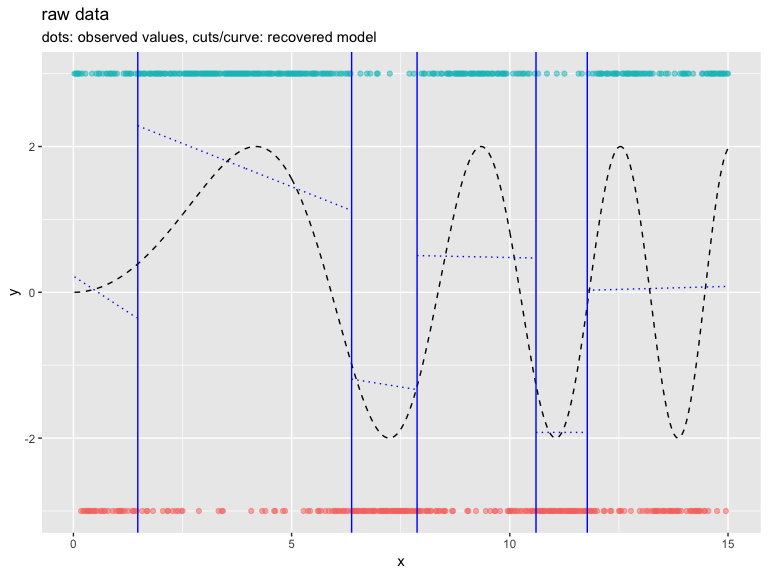 raw data
dots: observed values, cuts/curve: recovered model
y
2
0
-2
0
5
10
15
x